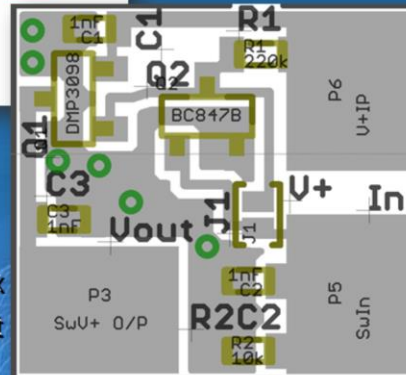 1nF
C1
C1
R1
R1
220k
DMP3098
Q2
Q2
BC847B
P6
V+IP
Q1
C3
C3
1nF
Vout
J1
J1
V+
In
P3
SwV+ O/P
1nF
C2
R2C2
R2
10k
P5
SwIn